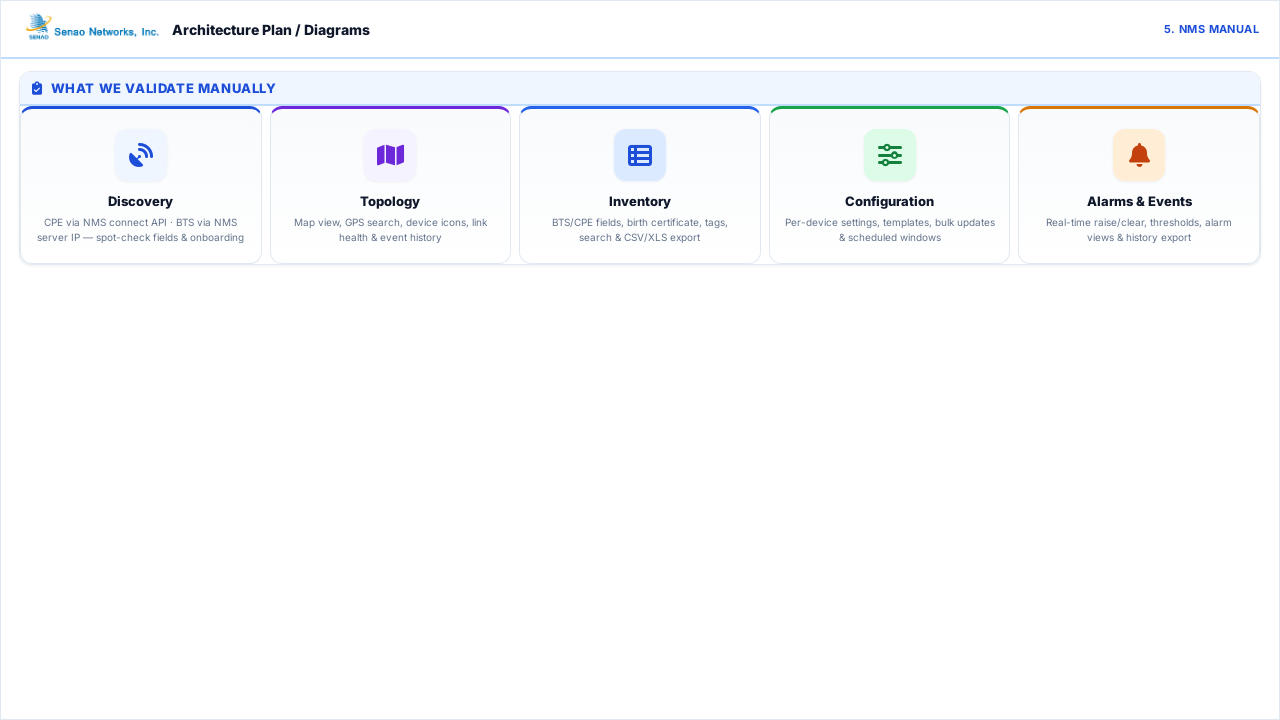 SENAO
Senao Networks, Inc.
Architecture Plan / Diagrams
5. NMS MANUAL
WHAT WE VALIDATE MANUALLY
Discovery
CPE via NMS connect API · BTS via NMS
server IP — spot-check fields & onboarding
Topology
Map view, GPS search, device icons, link
health & event history
Inventory
BTS/CPE fields, birth certificate, tags,
search & CSV/XLS export
Configuration
Per-device settings, templates, bulk updates
& scheduled windows
Alarms & Events
Real-time raise/clear, thresholds, alarm
views & history export